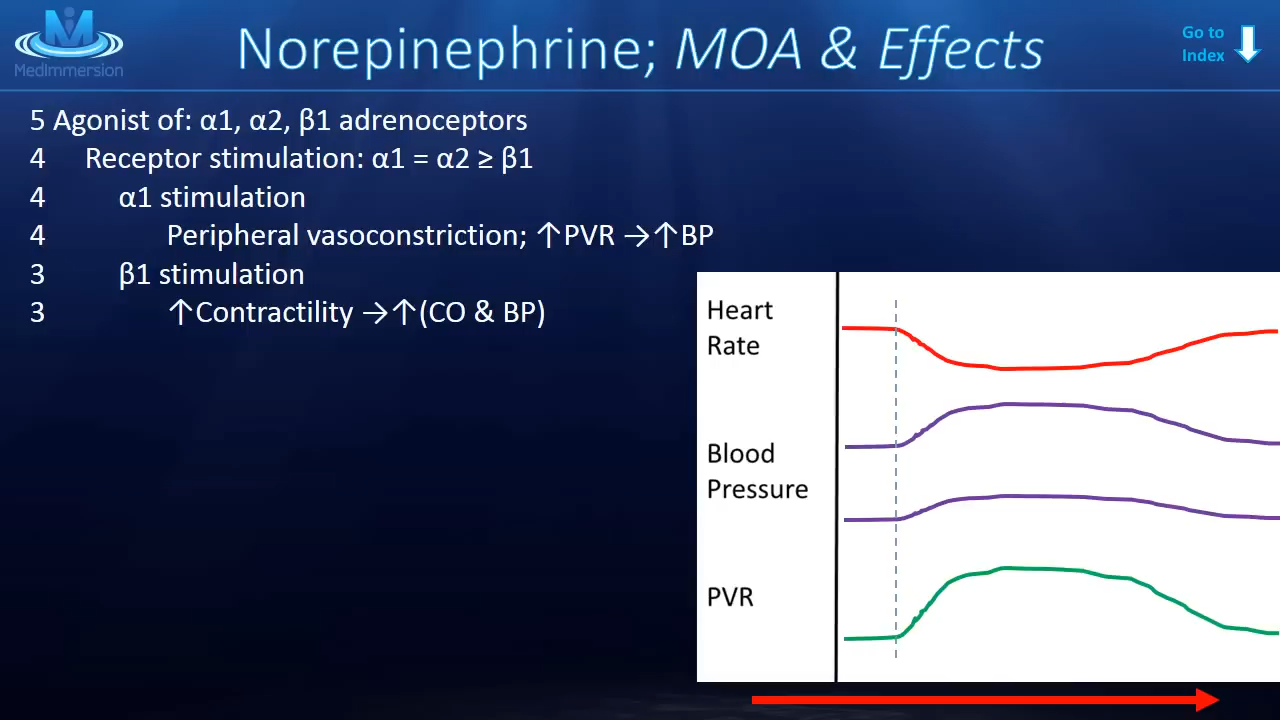 MedImmersion
Norepinephrine; MOA & Effects
Go to
Index
5 Agonist of: α1, α2, β1 adrenoceptors
4 Receptor stimulation: α1 = α2 ≥ β1
4 α1 stimulation
4 Peripheral vasoconstriction; ↑PVR →↑BP
3 β1 stimulation
3 ↑Contractility →↑(CO & BP)
Heart
Rate
Blood
Pressure
PVR